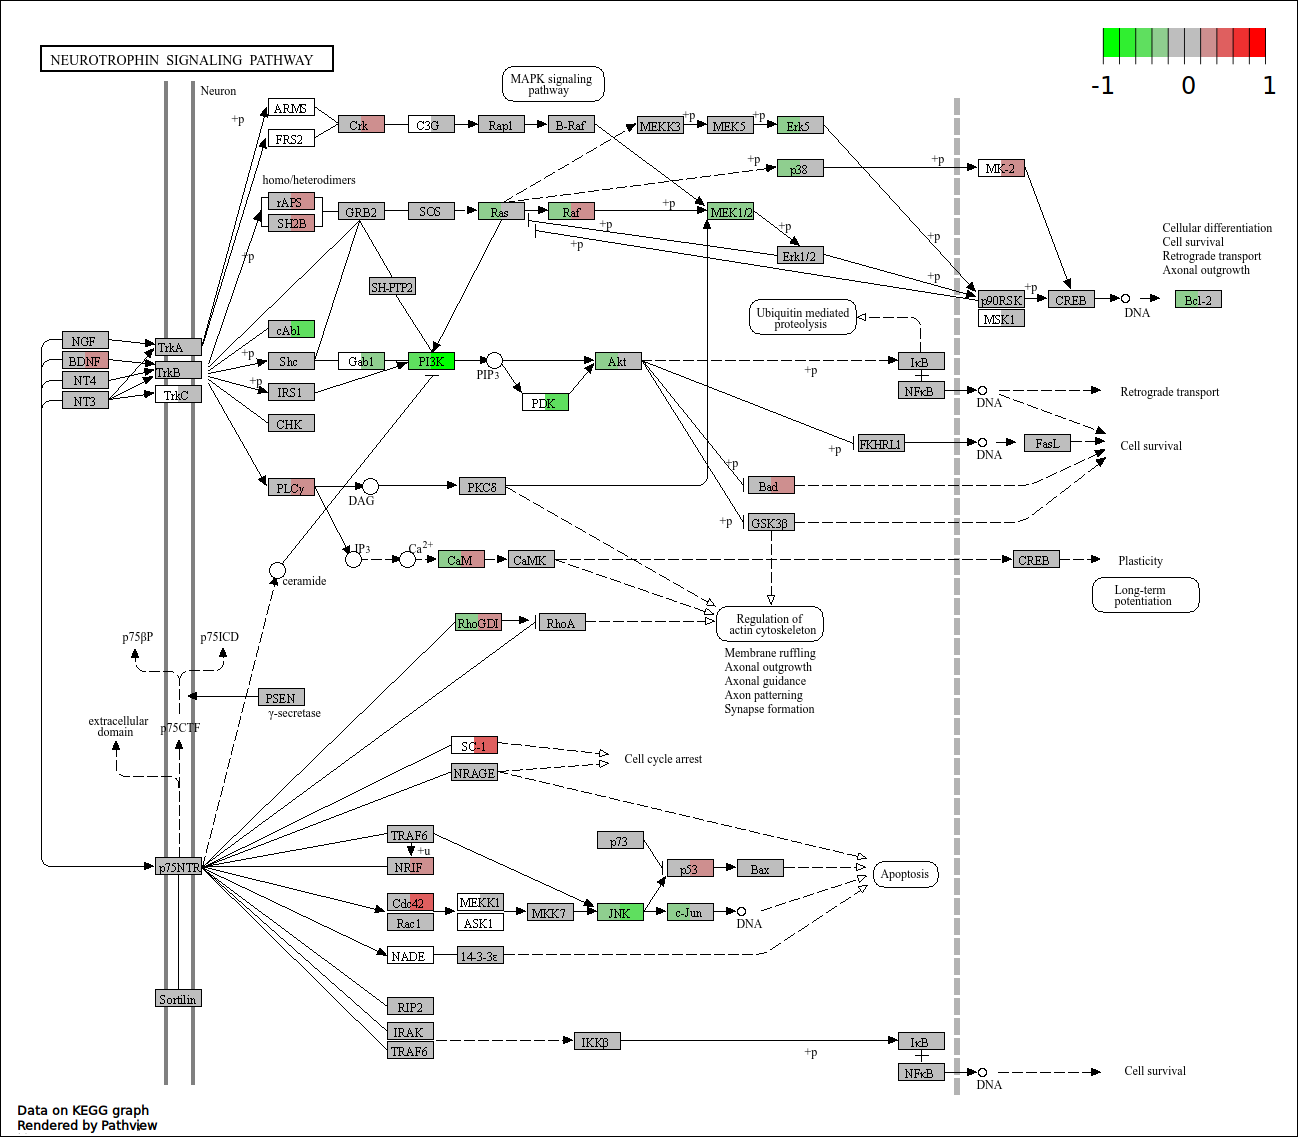 NEUROTROPHIN SIGNALING PATHWAY
-1 0 1
Neuron
MAPK signaling
pathway
+p
ARMS
FRS2
Crk
C3G
Rap1
B-Raf
MEKK3
+p
MEK5
+p
Erk5
+p
p38
+p
MK-2
homo/heterodimers
rAPS
SH2B
+p
GRB2
SOS
Ras
Raf
+p
MEK1/2
+p
+p
+p
Erk1/2
+p
+p
p90RSK
MSK1
+p
CREB
DNA
Cellular differentiation
Cell survival
Retrograde transport
Axonal outgrowth
Bcl-2
SH-PTP2
Ubiquitin mediated
proteolysis
NGF
BDNF
NT4
NT3
TrkA
TrkB
TrkC
cAbl
+p
Shc
+p
IRS1
CHK
Gab1
PI3K
PIP3
PDK
Akt
+p
IκB
NFκB
DNA
Retrograde transport
+p
FKHRL1
DNA
FasL
Cell survival
PLCγ
DAG
PKCδ
+p
Bad
+p
GSK3β
IP3
Ca2+
CaM
CaMK
CREB
Plasticity
Long-term
potentiation
ceramide
RhoGDI
RhoA
Regulation of
actin cytoskeleton
Membrane ruffling
Axonal outgrowth
Axonal guidance
Axon patterning
Synapse formation
p75βP
p75ICD
PSEN
γ-secretase
extracellular
domain
p75CTF
SC-1
NRAGE
Cell cycle arrest
p75NTR
TRAF6
+u
NRIF
Cdc42
Rac1
MEKK1
ASK1
MKK7
JNK
p73
p53
Bax
c-Jun
DNA
Apoptosis
NADE
14-3-3ε
Sortilin
RIP2
IRAK
TRAF6
IKKβ
+p
IκB
NFκB
DNA
Cell survival
Data on KEGG graph
Rendered by Pathview